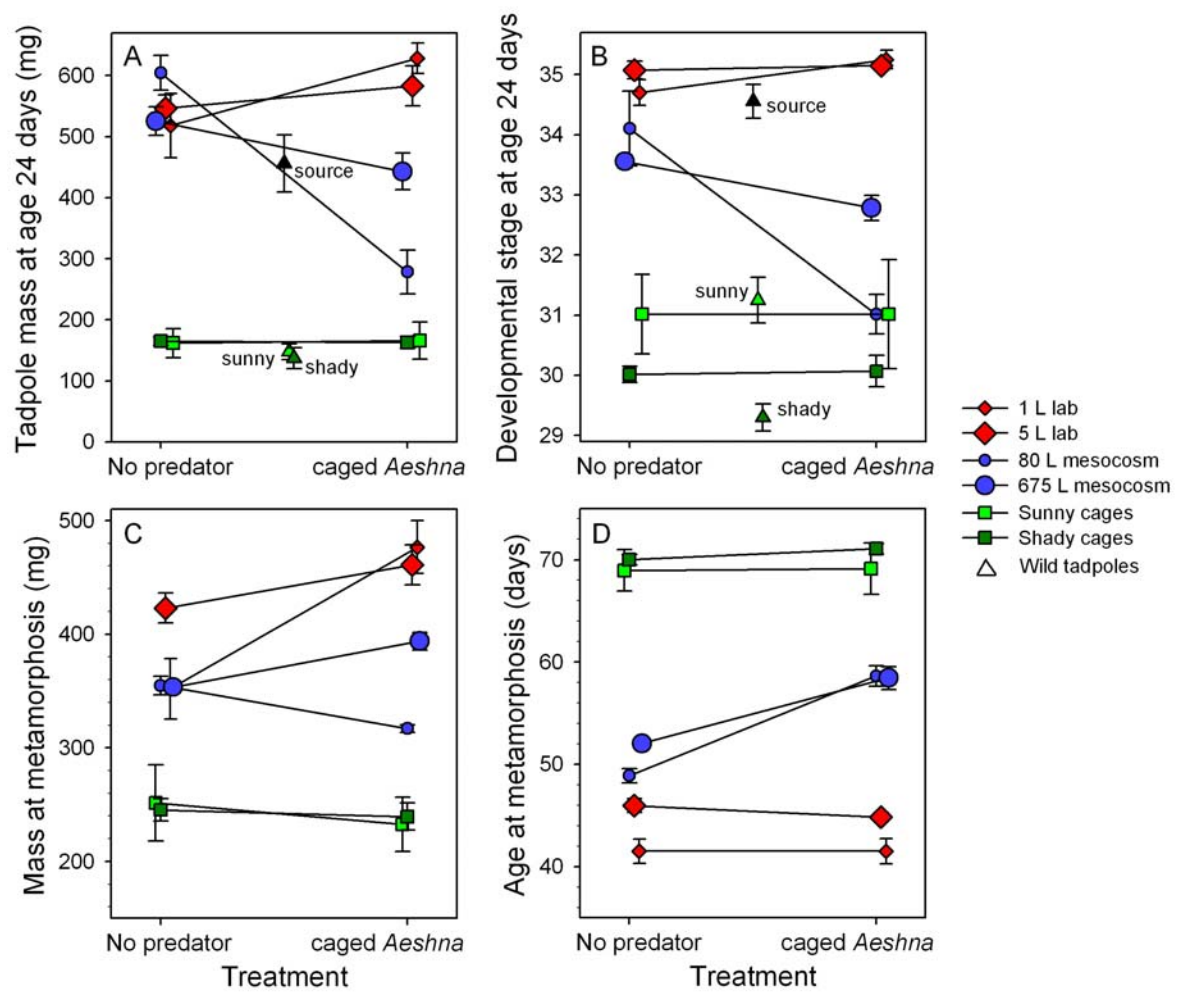 A
Tadpole mass at age 24 days (mg)
600
500
400
300
200
100
0
source
sunny
shady
No predator
caged Aeshna
B
Developmental stage at age 24 days
35
34
33
32
31
30
29
source
sunny
shady
No predator
caged Aeshna
C
Mass at metamorphosis (mg)
500
400
300
200
No predator
caged Aeshna
Treatment
D
Age at metamorphosis (days)
70
60
50
40
No predator
caged Aeshna
Treatment
1 L lab
5 L lab
80 L mesocosm
675 L mesocosm
Sunny cages
Shady cages
Wild tadpoles